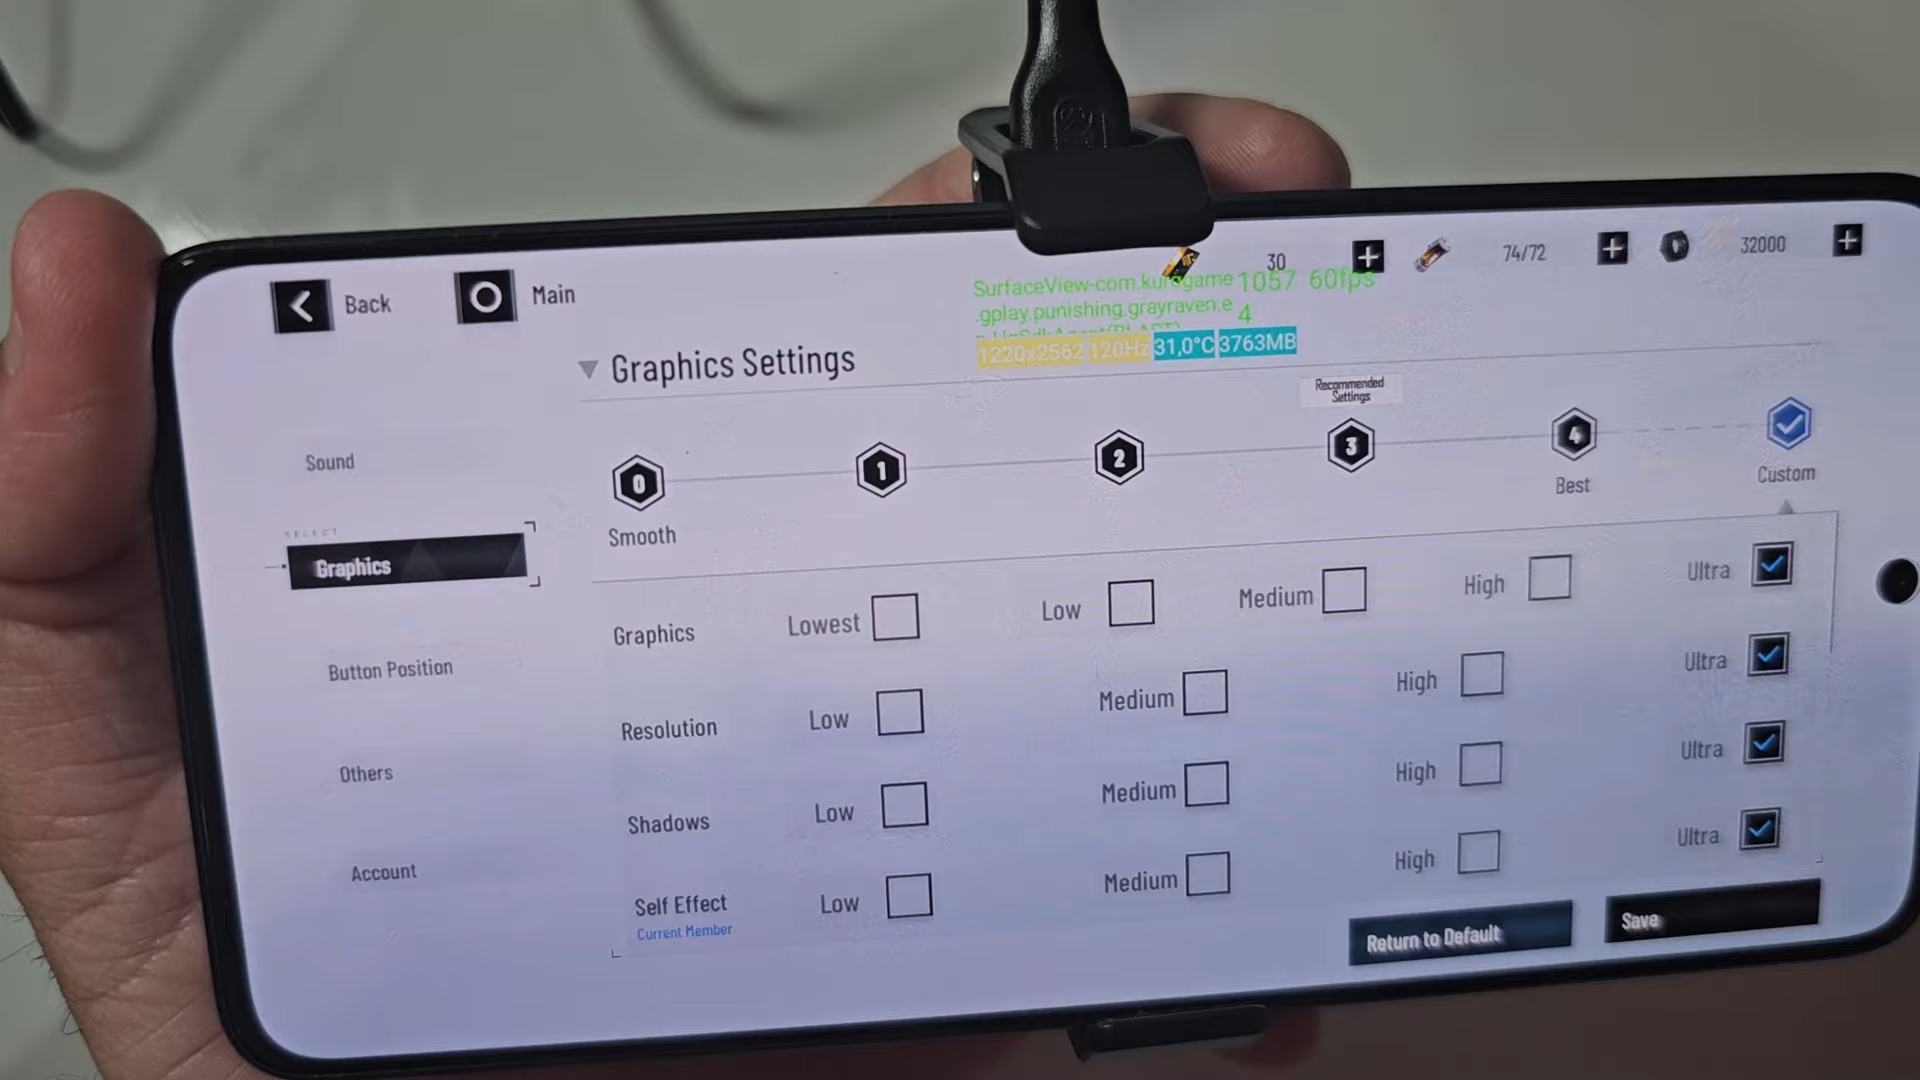 Back
Main
30
74/72
32000
SurfaceView-com.kurogame 1057 60fps
.gplay.punishing.grayraven.e 4
1220x2562 120Hz 31,0°C 3763MB
Graphics Settings
Recommended
Settings
0
1
2
3
4
Smooth
Best
Custom
Sound
SELECT
Graphics
Button Position
Others
Account
Graphics Lowest Low Medium High Ultra
Resolution Low Medium High Ultra
Shadows Low Medium High Ultra
Self Effect Low Medium High Ultra
Current Member
Return to Default
Save